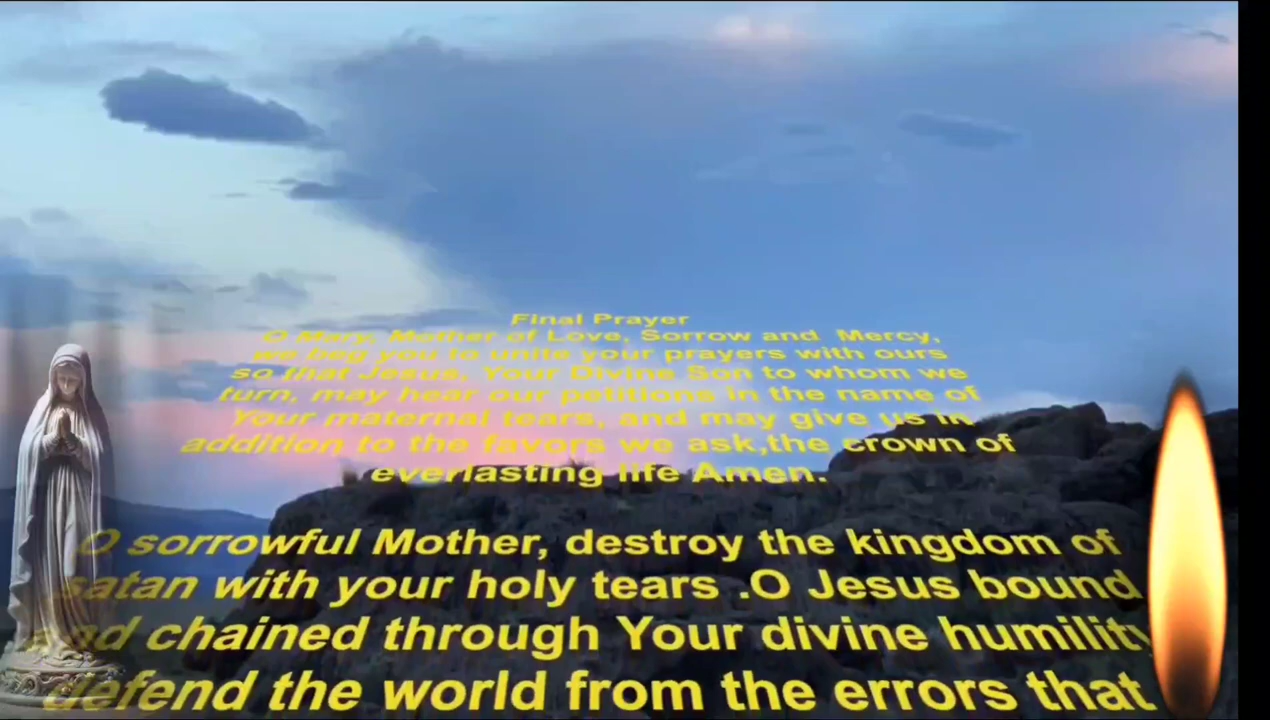 Final Prayer
O Mary, Mother of Love, Sorrow and Mercy,
we beg you to unite your prayers with ours
so that Jesus, Your Divine Son to whom we
turn, may hear our petitions in the name of
Your maternal tears, and may give us in
addition to the favors we ask,the crown of
everlasting life Amen.
O sorrowful Mother, destroy the kingdom of
satan with your holy tears .O Jesus bound
and chained through Your divine humility
defend the world from the errors that